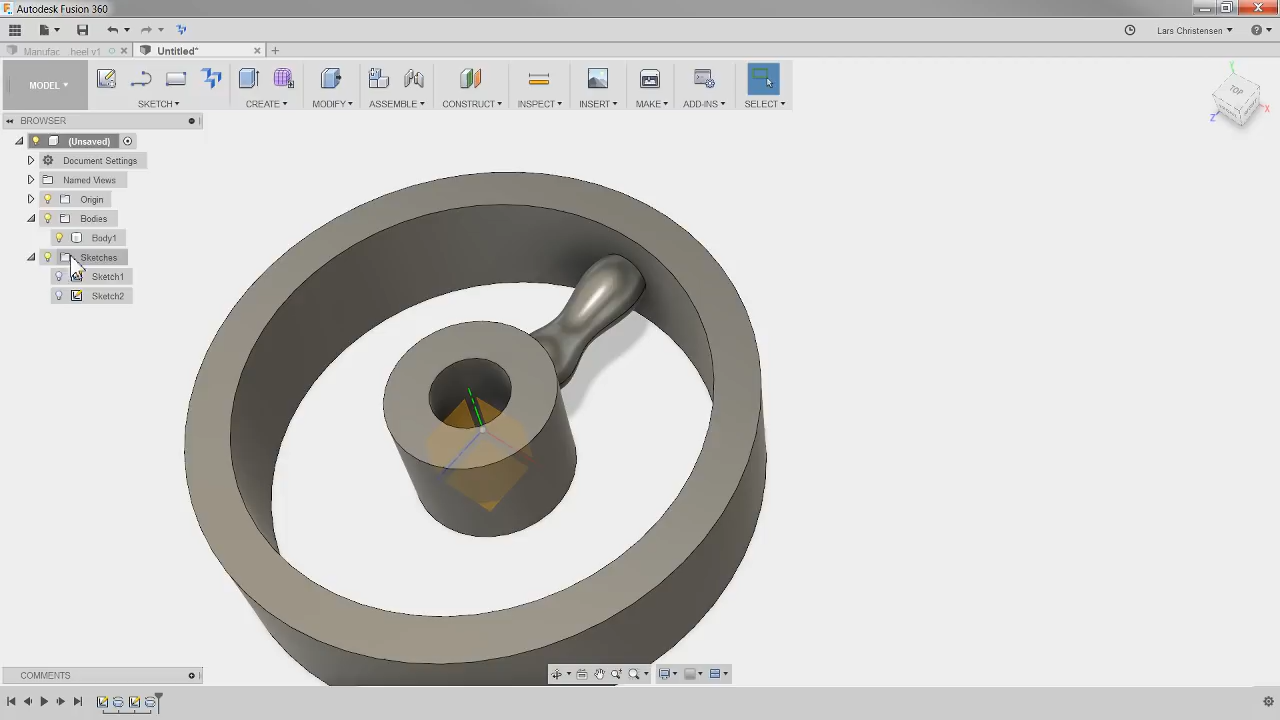 Autodesk Fusion 360
Lars Christensen
Manufac ...heel v1
Untitled*
MODEL
SKETCH
CREATE
MODIFY
ASSEMBLE
CONSTRUCT
INSPECT
INSERT
MAKE
ADD-INS
SELECT
BROWSER
(Unsaved)
Document Settings
Named Views
Origin
Bodies
Body1
Sketches
Sketch1
Sketch2
TOP
X
Y
Z
COMMENTS